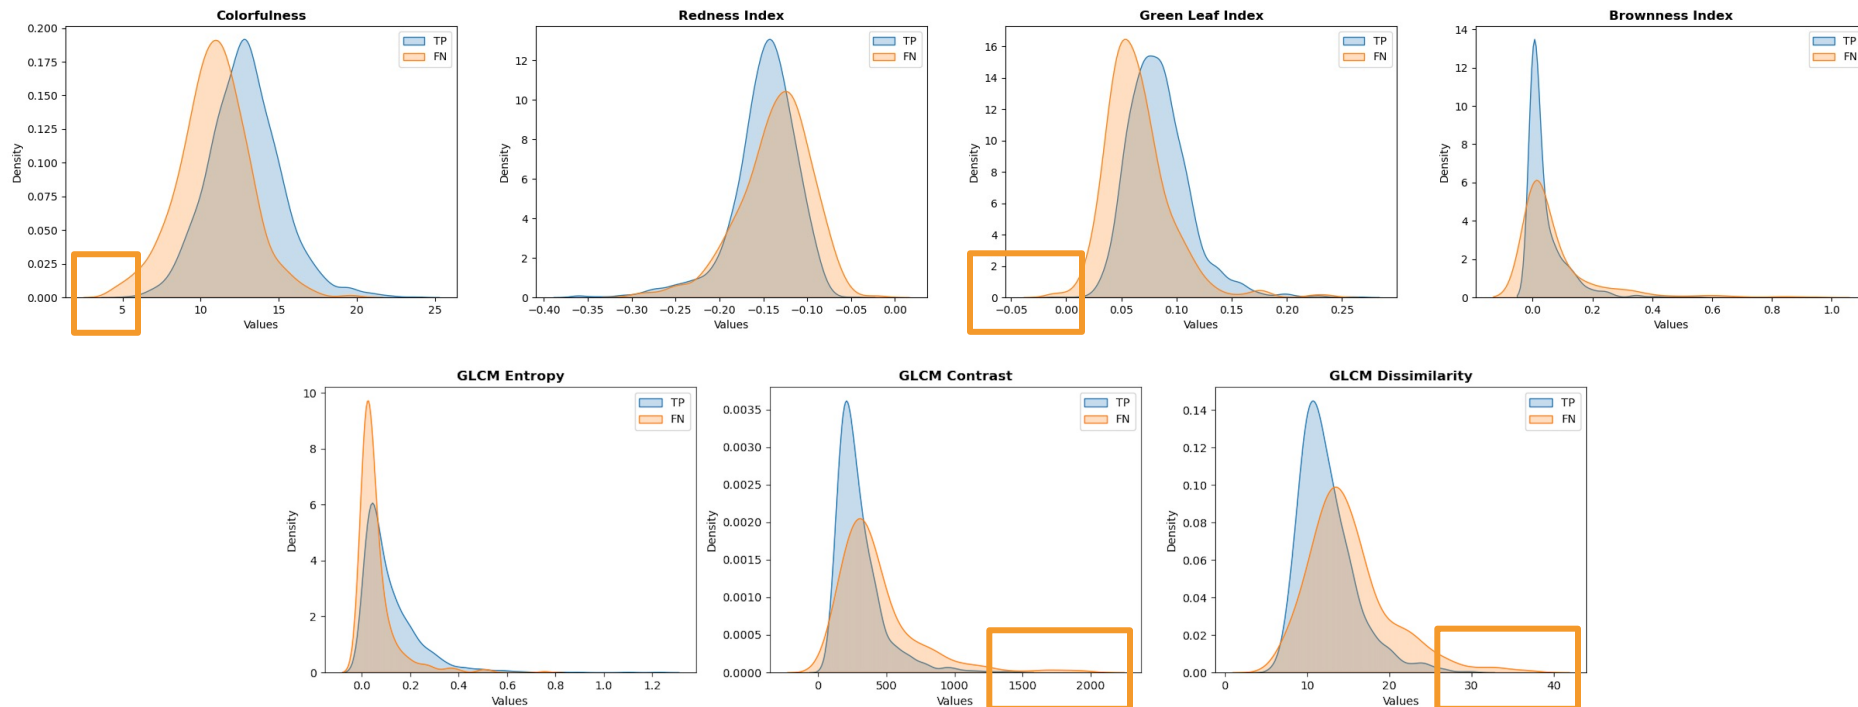 Colorfulness
0.200
0.175
0.150
0.125
0.100
0.075
0.050
0.025
0.000
Density
5
10
15
20
25
Values
TP
FN
Redness Index
12
10
8
6
4
2
0
Density
−0.40
−0.35
−0.30
−0.25
−0.20
−0.15
−0.10
−0.05
0.00
Values
TP
FN
Green Leaf Index
16
14
12
10
8
6
4
2
0
Density
−0.05
0.00
0.05
0.10
0.15
0.20
0.25
Values
TP
FN
Brownness Index
14
12
10
8
6
4
2
0
Density
0.0
0.2
0.4
0.6
0.8
1.0
Values
TP
FN
GLCM Entropy
10
8
6
4
2
0
Density
0.0
0.2
0.4
0.6
0.8
1.0
1.2
Values
TP
FN
GLCM Contrast
0.0035
0.0030
0.0025
0.0020
0.0015
0.0010
0.0005
0.0000
Density
0
500
1000
1500
2000
Values
TP
FN
GLCM Dissimilarity
0.14
0.12
0.10
0.08
0.06
0.04
0.02
0.00
Density
0
10
20
30
40
Values
TP
FN